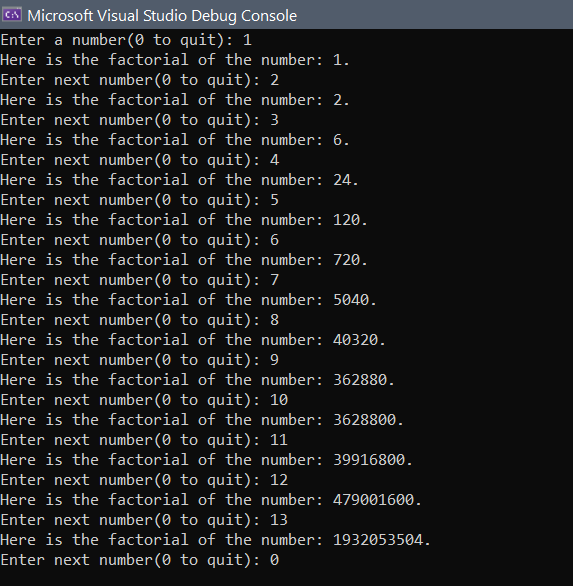 Microsoft Visual Studio Debug Console
Enter a number(0 to quit): 1
Here is the factorial of the number: 1.
Enter next number(0 to quit): 2
Here is the factorial of the number: 2.
Enter next number(0 to quit): 3
Here is the factorial of the number: 6.
Enter next number(0 to quit): 4
Here is the factorial of the number: 24.
Enter next number(0 to quit): 5
Here is the factorial of the number: 120.
Enter next number(0 to quit): 6
Here is the factorial of the number: 720.
Enter next number(0 to quit): 7
Here is the factorial of the number: 5040.
Enter next number(0 to quit): 8
Here is the factorial of the number: 40320.
Enter next number(0 to quit): 9
Here is the factorial of the number: 362880.
Enter next number(0 to quit): 10
Here is the factorial of the number: 3628800.
Enter next number(0 to quit): 11
Here is the factorial of the number: 39916800.
Enter next number(0 to quit): 12
Here is the factorial of the number: 479001600.
Enter next number(0 to quit): 13
Here is the factorial of the number: 1932053504.
Enter next number(0 to quit): 0